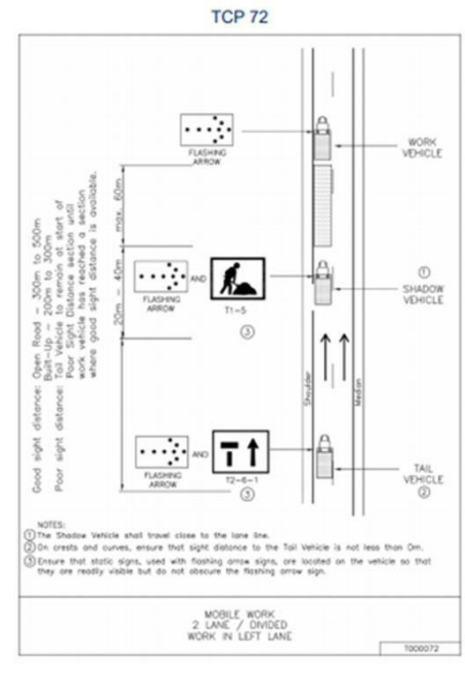 TCP 72
FLASHING
ARROW
WORK
VEHICLE
max. 60m
FLASHING
ARROW
AND
T1-5
③
①
SHADOW
VEHICLE
20m - 40m
Shoulder
Median
FLASHING
ARROW
AND
T2-6-1
③
TAIL
VEHICLE
②
Good sight distance: Open Road - 300m to 500m
Built-Up - 200m to 300m
Poor sight distance: Tail Vehicle to remain at start of
Poor Sight Distance section until
work vehicle has reached a section
where good sight distance is available.
NOTES:
① The Shadow Vehicle shall travel close to the lane line.
② On crests and curves, ensure that sight distance to the Tail Vehicle is not less than Dm.
③ Ensure that static signs, used with flashing arrow signs, are located on the vehicle so that
they are readily visible but do not obscure the flashing arrow sign.
MOBILE WORK
2 LANE / DIVIDED
WORK IN LEFT LANE
T000072